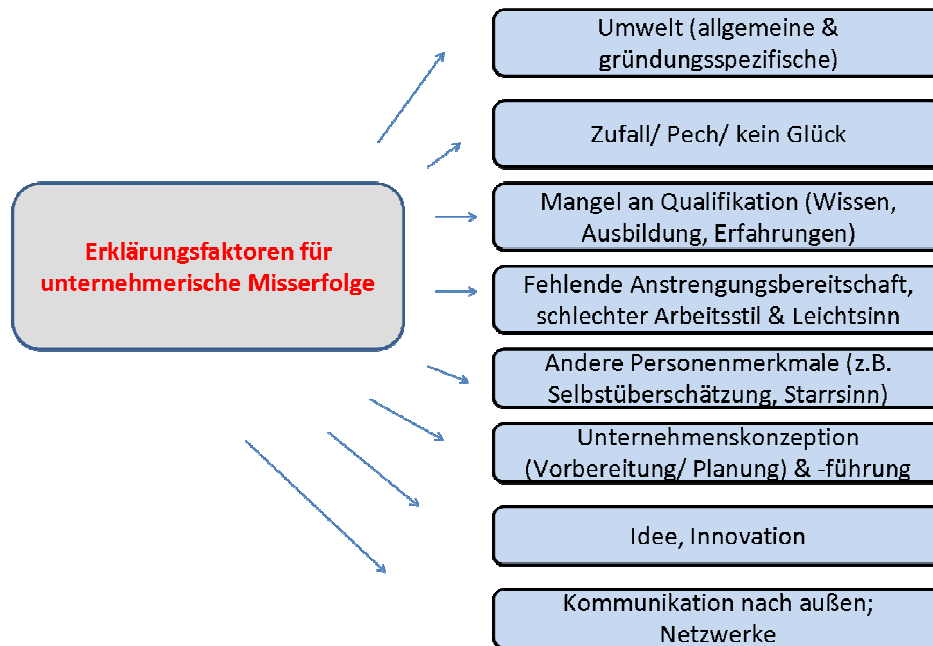 Umwelt (allgemeine &
gründungsspezifische)
Zufall/ Pech/ kein Glück
Mangel an Qualifikation (Wissen,
Ausbildung, Erfahrungen)
Erklärungsfaktoren für
unternehmerische Misserfolge
Fehlende Anstrengungsbereitschaft,
schlechter Arbeitsstil & Leichtsinn
Andere Personenmerkmale (z.B.
Selbstüberschätzung, Starrsinn)
Unternehmenskonzeption
(Vorbereitung/ Planung) & -führung
Idee, Innovation
Kommunikation nach außen;
Netzwerke